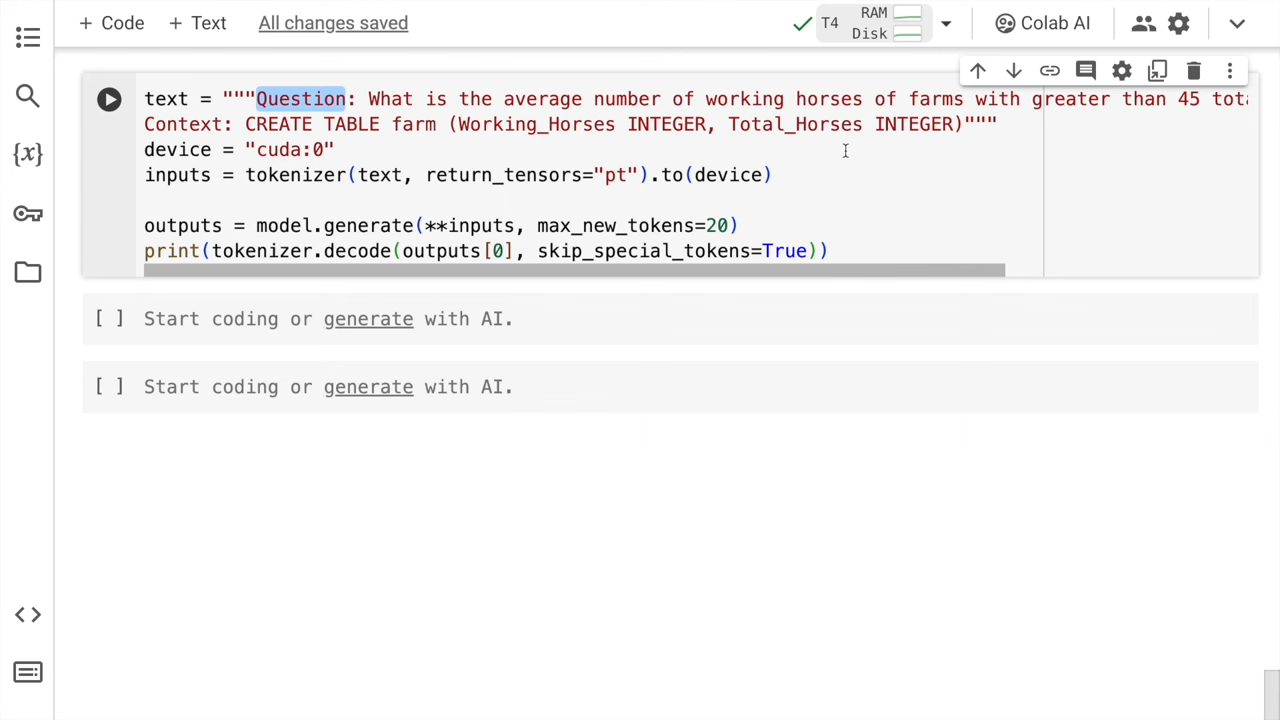 + Code + Text All changes saved
T4 RAM
Disk
Colab AI
text = """Question: What is the average number of working horses of farms with greater than 45
Context: CREATE TABLE farm (Working_Horses INTEGER, Total_Horses INTEGER)"""
device = "cuda:0"
inputs = tokenizer(text, return_tensors="pt").to(device)
outputs = model.generate(**inputs, max_new_tokens=20)
print(tokenizer.decode(outputs[0], skip_special_tokens=True))
[ ] Start coding or generate with AI.
[ ] Start coding or generate with AI.